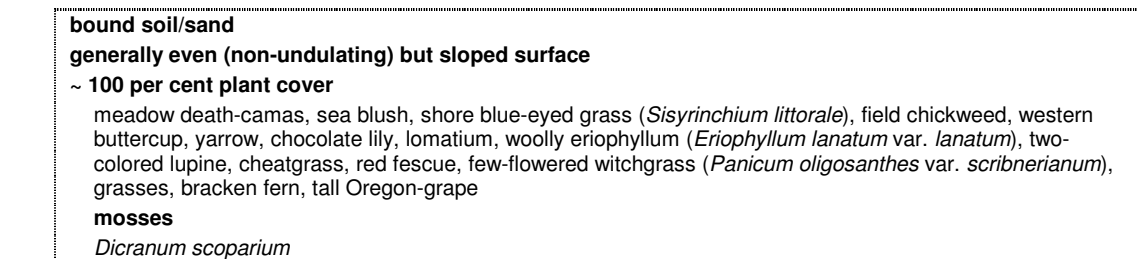 bound soil/sand
generally even (non-undulating) but sloped surface
~ 100 per cent plant cover
meadow death-camas, sea blush, shore blue-eyed grass (Sisyrinchium littorale), field chickweed, western
buttercup, yarrow, chocolate lily, lomatium, woolly eriophyllum (Eriophyllum lanatum var. lanatum), two-
colored lupine, cheatgrass, red fescue, few-flowered witchgrass (Panicum oligosanthes var. scribnerianum),
grasses, bracken fern, tall Oregon-grape
mosses
Dicranum scoparium